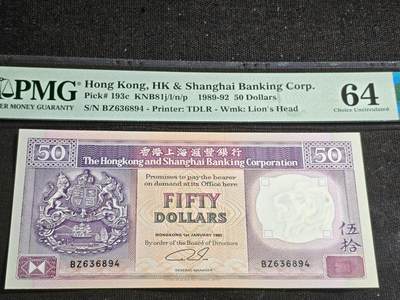 PMG
PAPER MONEY GUARANTY
Hong Kong, HK & Shanghai Banking Corp.
Pick# 193c KNB81j/l/n/p 1989-92 50 Dollars
S/N BZ636894 - Printer: TDLR - Wmk: Lion's Head
64
Choice Uncirculated
50
香港上海滙豐銀行
50
The Hongkong and Shanghai Banking Corporation
Promises to pay the bearer
on demand at its Office here
FIFTY
DOLLARS
HONGKONG 1st JANUARY
By order of the Board of Directors
GENERAL MANAGER
伍拾
BZ636894
BZ636894